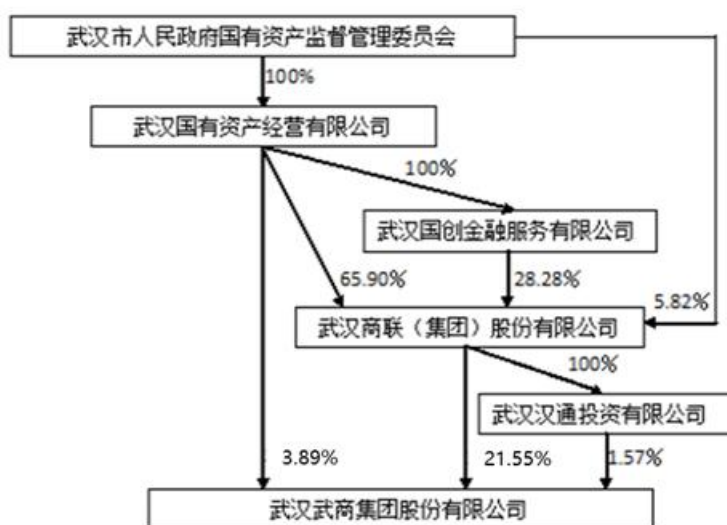 武汉市人民政府国有资产监督管理委员会
100%
武汉国有资产经营有限公司
100%
武汉国创金融服务有限公司
65.90%
28.28%
5.82%
武汉商联（集团）股份有限公司
100%
武汉汉通投资有限公司
3.89%
21.55%
1.57%
武汉武商集团股份有限公司